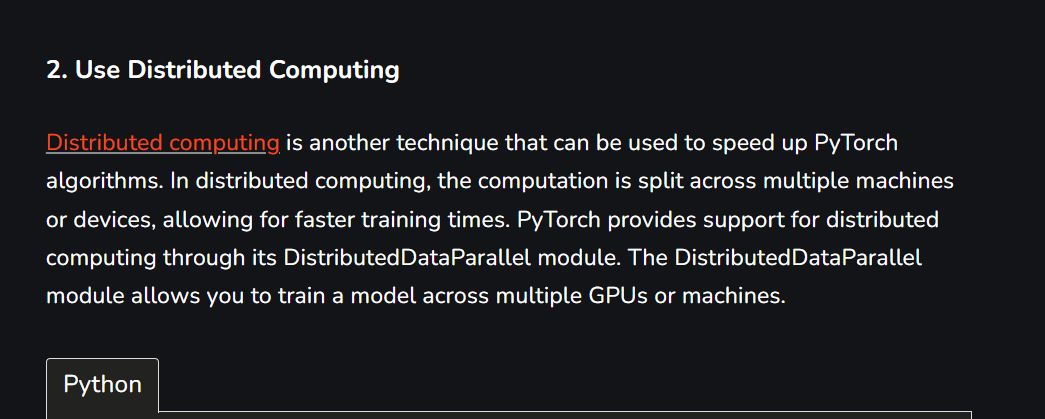 2. Use Distributed Computing
Distributed computing is another technique that can be used to speed up PyTorch
algorithms. In distributed computing, the computation is split across multiple machines
or devices, allowing for faster training times. PyTorch provides support for distributed
computing through its DistributedDataParallel module. The DistributedDataParallel
module allows you to train a model across multiple GPUs or machines.
Python